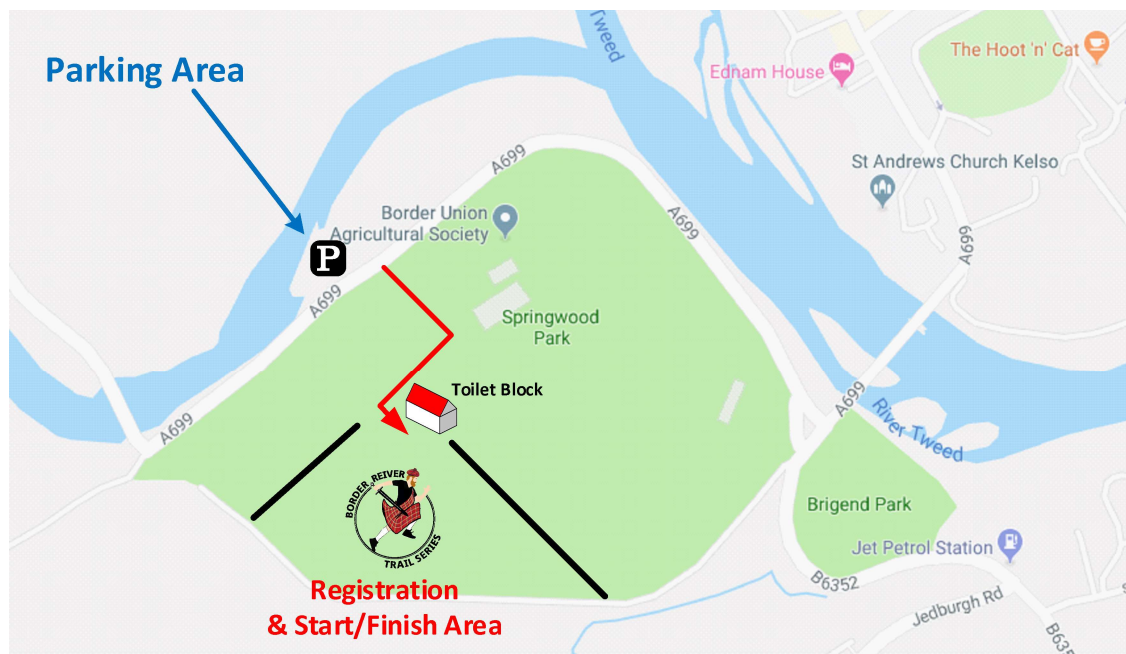 Tweed
The Hoot 'n' Cat
Parking Area
Ednam House
A699
St Andrews Church Kelso
Border Union
Agricultural Society
A699
A699
P
A699
Springwood
Park
Toilet Block
A699
River Tweed
A699
BORDER REIVER
TRAIL SERIES
Brigend Park
Jet Petrol Station
B6352
Registration
& Start/Finish Area
Jedburgh Rd